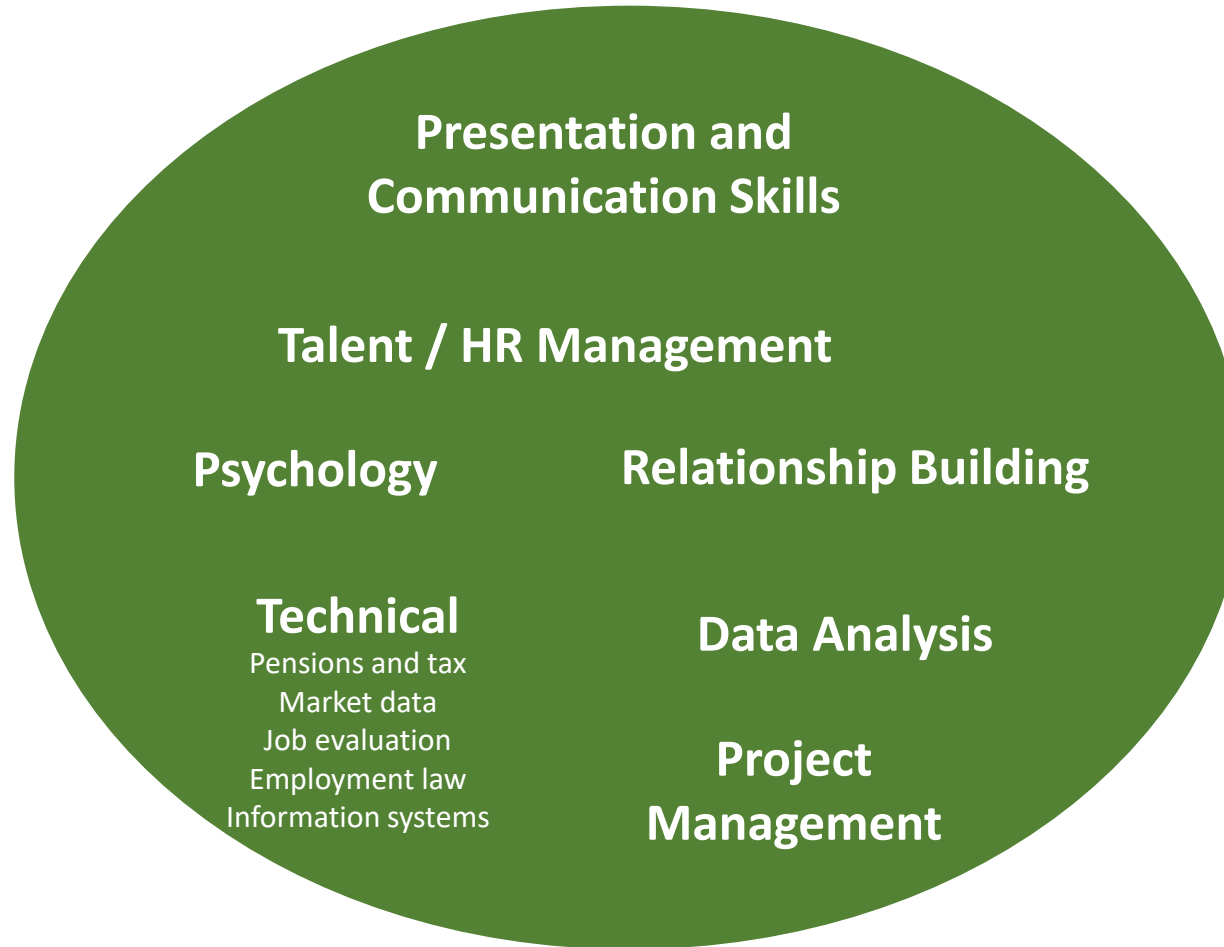 Presentation and
Communication Skills
Talent / HR Management
Psychology
Relationship Building
Technical
Pensions and tax
Market data
Job evaluation
Employment law
Information systems
Data Analysis
Project
Management